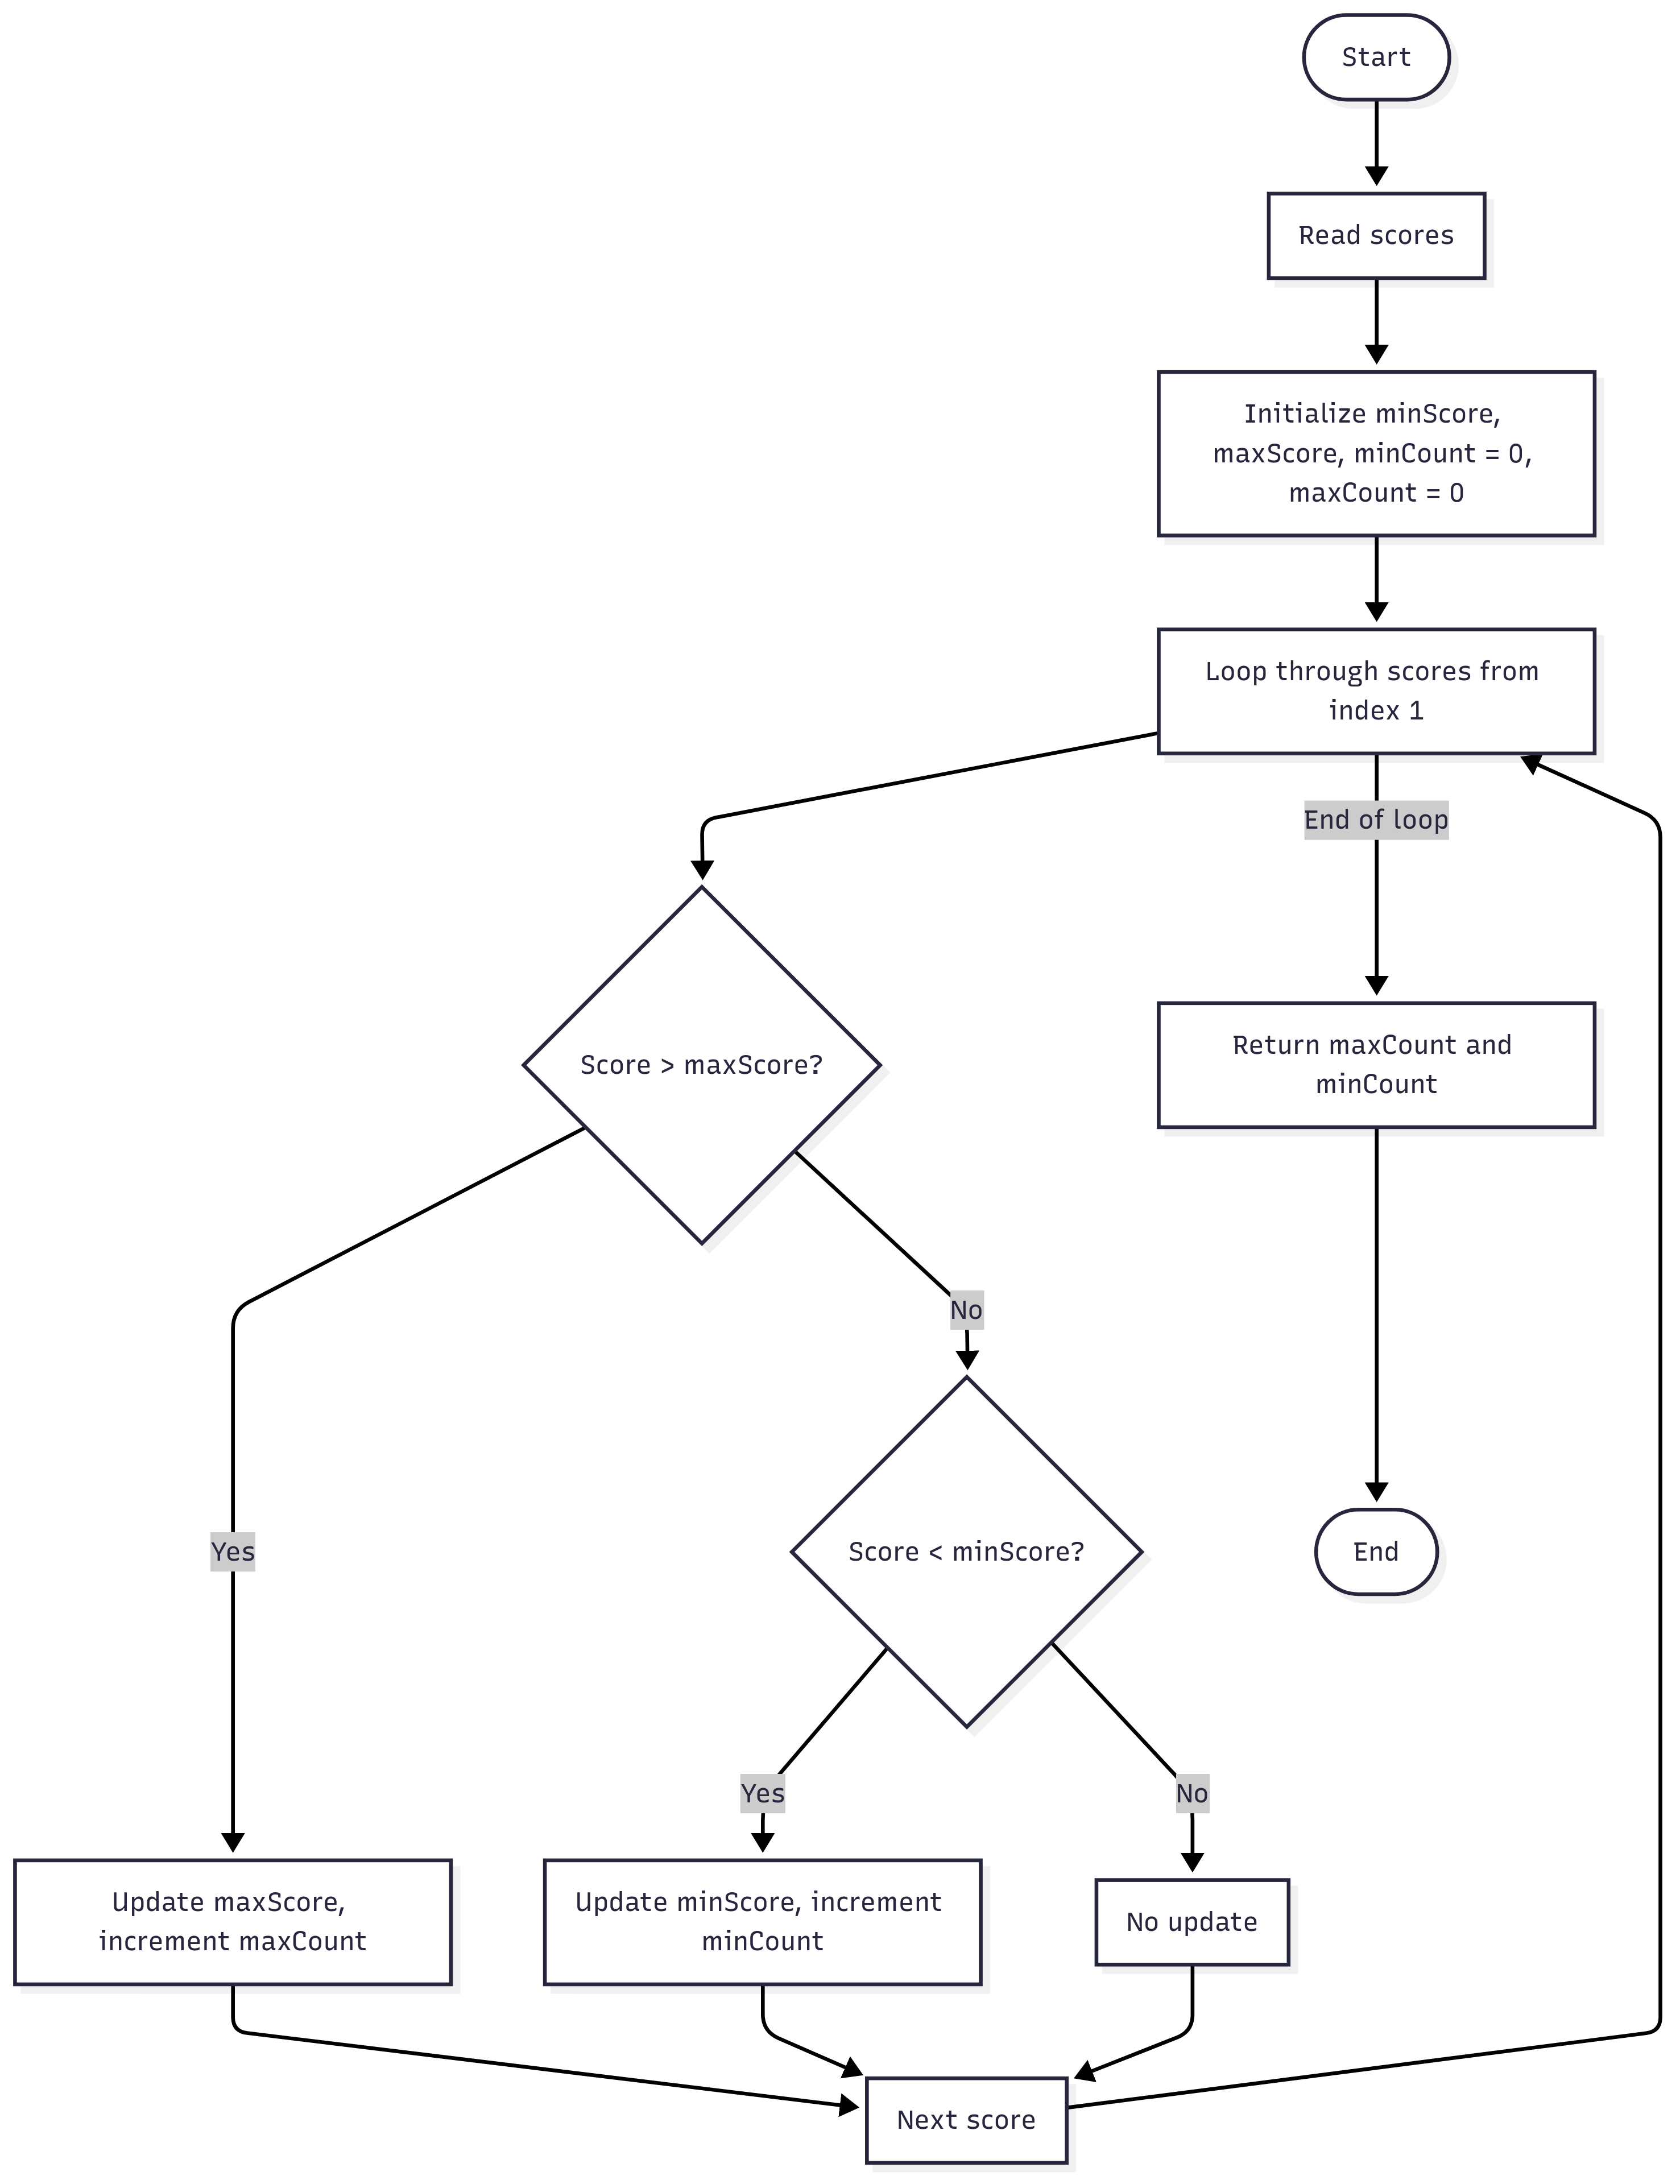 Start
Read scores
Initialize minScore,
maxScore, minCount = 0,
maxCount = 0
Loop through scores from
index 1
End of loop
Score > maxScore?
Return maxCount and
minCount
No
Yes
Score < minScore?
End
Yes
No
Update maxScore,
increment maxCount
Update minScore, increment
minCount
No update
Next score